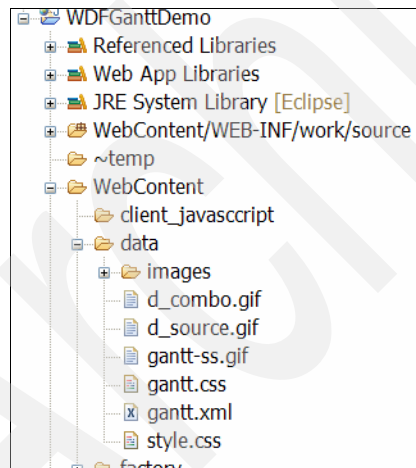 WDFGanttDemo
Referenced Libraries
Web App Libraries
JRE System Library [Eclipse]
WebContent/WEB-INF/work/source
~temp
WebContent
client_javasccript
data
images
d_combo.gif
d_source.gif
gantt-ss.gif
gantt.css
gantt.xml
style.css
factory